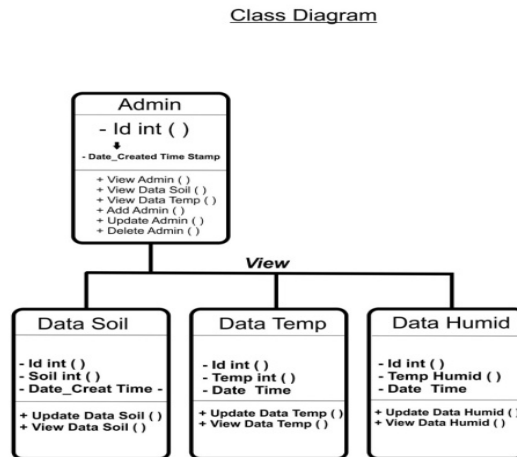 Class Diagram
Admin
- Id int ( )
- Date_Created Time Stamp
+ View Admin ( )
+ View Data Soil ( )
+ View Data Temp ( )
+ Add Admin ( )
+ Update Admin ( )
+ Delete Admin ( )
View
Data Soil
- Id int ( )
- Soil int ( )
- Date_Creat Time -
+ Update Data Soil ( )
+ View Data Soil ( )
Data Temp
- Id int ( )
- Temp int ( )
- Date Time
+ Update Data Temp ( )
+ View Data Temp ( )
Data Humid
- Id int ( )
- Temp Humid ( )
- Date Time
+ Update Data Humid ( )
+ View Data Humid ( )